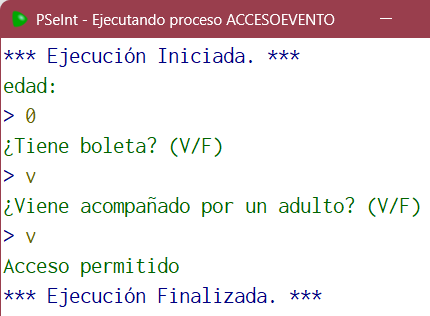 PSeInt - Ejecutando proceso ACCESOEVENTO
*** Ejecución Iniciada. ***
edad:
> 0
¿Tiene boleta? (V/F)
> v
¿Viene acompañado por un adulto? (V/F)
> v
Acceso permitido
*** Ejecución Finalizada. ***